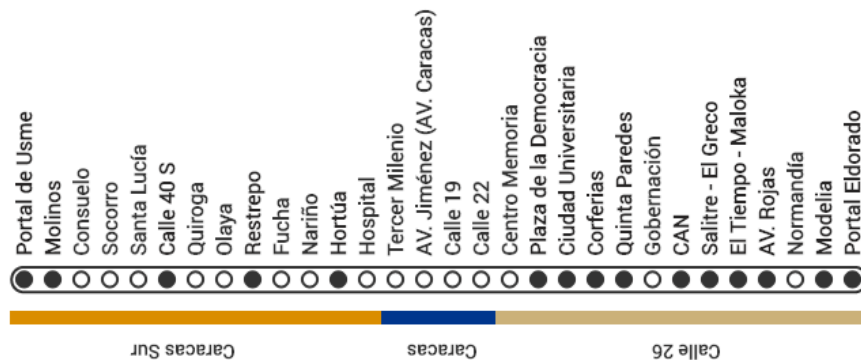 Portal de Usme
Molinos
Consuelo
Socorro
Santa Lucía
Calle 40 S
Quiroga
Olaya
Restrepo
Fucha
Nariño
Hortúa
Hospital
Tercer Milenio
AV. Jiménez (AV. Caracas)
Calle 19
Calle 22
Centro Memoria
Plaza de la Democracia
Ciudad Universitaria
Corferias
Quinta Paredes
Gobernación
CAN
Salitre - El Greco
El Tiempo - Maloka
AV. Rojas
Normandía
Modelia
Portal Eldorado
Caracas Sur
Caracas
Calle 26